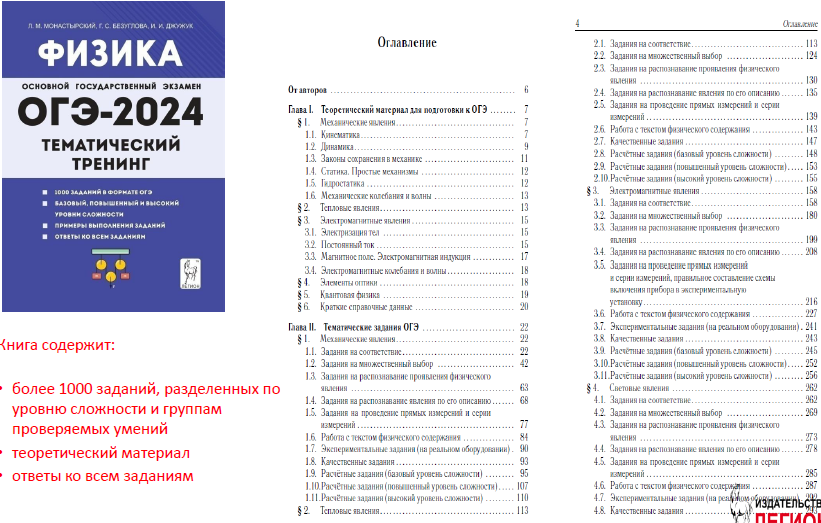 Л. М. МОНАСТЫРСКИЙ, Г. С. БЕЗУГЛОВА, И. И. ДЖУЖУК
ФИЗИКА
ОСНОВНОЙ ГОСУДАРСТВЕННЫЙ ЭКЗАМЕН
ОГЭ-2024
ТЕМАТИЧЕСКИЙ
ТРЕНИНГ
1000 ЗАДАНИЙ В ФОРМАТЕ ОГЭ
БАЗОВЫЙ, ПОВЫШЕННЫЙ И ВЫСОКИЙ
УРОВНИ СЛОЖНОСТИ
ПРИМЕРЫ ВЫПОЛНЕНИЯ ЗАДАНИЙ
ОТВЕТЫ КО ВСЕМ ЗАДАНИЯМ
ЛЕГИОН
Книга содержит:
• более 1000 заданий, разделенных по
уровню сложности и группам
проверяемых умений
• теоретический материал
• ответы ко всем заданиям
Оглавление
От авторов 6
Глава I. Теоретический материал для подготовки к ОГЭ 7
§ 1. Механические явления 7
1.1. Кинематика 7
1.2. Динамика 9
1.3. Законы сохранения в механике 11
1.4. Статика. Простые механизмы 12
1.5. Гидростатика 12
1.6. Механические колебания и волны 13
§ 2. Тепловые явления 13
§ 3. Электромагнитные явления 15
3.1. Электризация тел 15
3.2. Постоянный ток 15
3.3. Магнитное поле. Электромагнитная индукция 17
3.4. Электромагнитные колебания и волны 18
§ 4. Элементы оптики 18
§ 5. Квантовая физика 19
§ 6. Краткие справочные данные 20
Глава II. Тематические задания ОГЭ 22
§ 1. Механические явления 22
1.1. Задания на соответствие 22
1.2. Задания на множественный выбор 42
1.3. Задания на распознавание проявления физического
явления 63
1.4. Задания на распознавание явления по его описанию 68
1.5. Задания на проведение прямых измерений и серии
измерений 77
1.6. Работа с текстом физического содержания 84
1.7. Экспериментальные задания (на реальном оборудовании) 90
1.8. Качественные задания 93
1.9. Расчётные задания (базовый уровень сложности) 95
1.10. Расчётные задания (повышенный уровень сложности) 107
1.11. Расчётные задания (высокий уровень сложности) 110
§ 2. Тепловые явления 113
4 Оглавление
2.1. Задания на соответствие 113
2.2. Задания на множественный выбор 124
2.3. Задания на распознавание проявления физического
явления 130
2.4. Задания на распознавание явления по его описанию 135
2.5. Задания на проведение прямых измерений и серии
измерений 139
2.6. Работа с текстом физического содержания 143
2.7. Качественные задания 147
2.8. Расчётные задания (базовый уровень сложности) 148
2.9. Расчётные задания (повышенный уровень сложности) 153
2.10. Расчётные задания (высокий уровень сложности) 155
§ 3. Электромагнитные явления 158
3.1. Задания на соответствие 158
3.2. Задания на множественный выбор 180
3.3. Задания на распознавание проявления физического
явления 199
3.4. Задания на распознавание явления по его описанию 208
3.5. Задания на проведение прямых измерений
и серии измерений, правильное составление схемы
включения прибора в экспериментальную
установку 216
3.6. Работа с текстом физического содержания 227
3.7. Экспериментальные задания (на реальном оборудовании) 241
3.8. Качественные задания 243
3.9. Расчётные задания (базовый уровень сложности) 245
3.10. Расчётные задания (повышенный уровень сложности) 252
3.11. Расчётные задания (высокий уровень сложности) 256
§ 4. Световые явления 262
4.1. Задания на соответствие 262
4.2. Задания на множественный выбор 269
4.3. Задания на распознавание проявления физического
явления 273
4.4. Задания на распознавание явления по его описанию 278
4.5. Задания на проведение прямых измерений и серии
измерений 285
4.6. Работа с текстом физического содержания 287
4.7. Экспериментальные задания (на реальном оборудовании)
4.8. Качественные задания
ИЗДАТЕЛЬСТВ
ЛЕГИОН